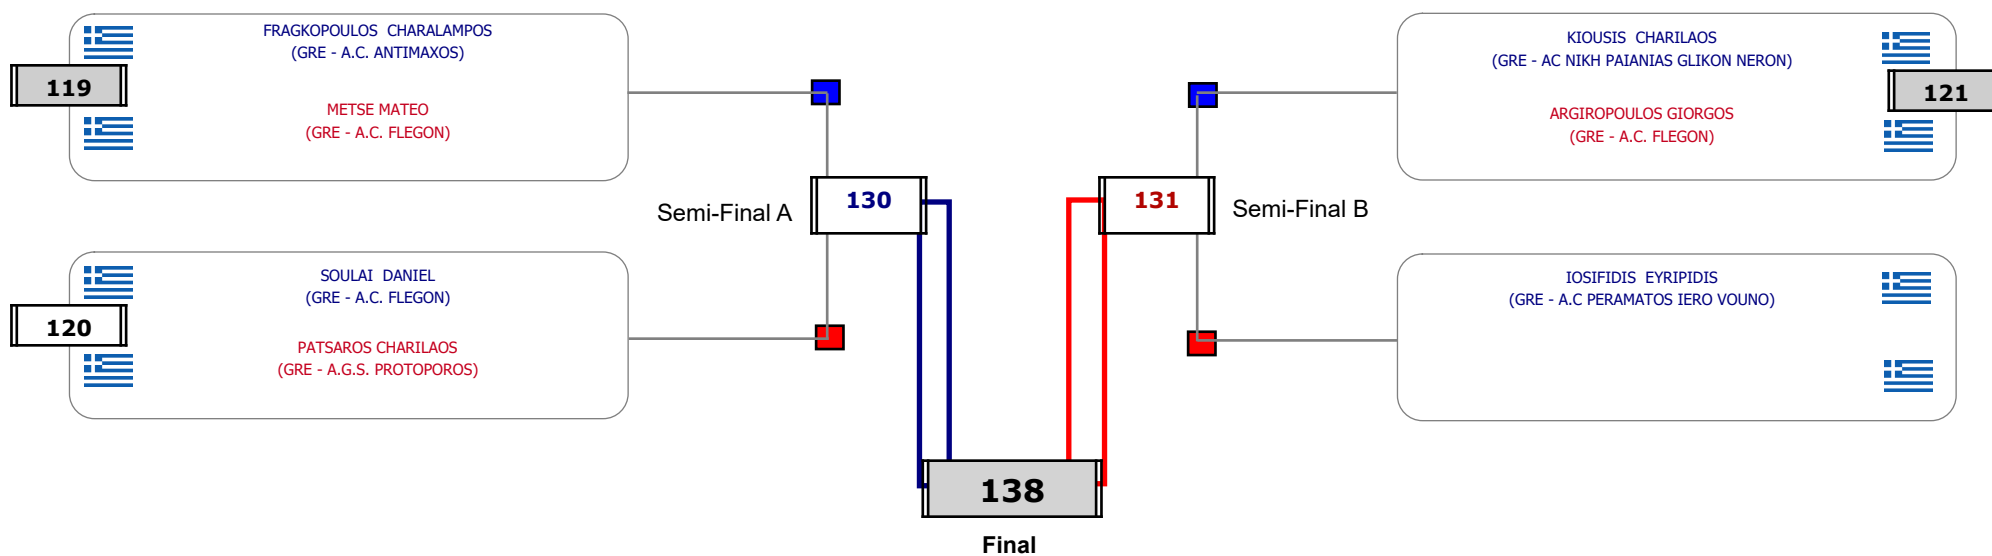 FRAGKOPOULOS CHARALAMPOS
(GRE - A.C. ANTIMAXOS)
119
METSE MATEO
(GRE - A.C. FLEGON)
SOULAI DANIEL
(GRE - A.C. FLEGON)
120
PATSAROS CHARILAOS
(GRE - A.G.S. PROTOPOROS)
Semi-Final A
130
131
Semi-Final B
KIOUSIS CHARILAOS
(GRE - AC NIKH PAIANIAS GLIKON NERON)
121
ARGIROPOULOS GIORGOS
(GRE - A.C. FLEGON)
IOSIFIDIS EYRIPIDIS
(GRE - A.C PERAMATOS IERO VOUNO)
138
Final